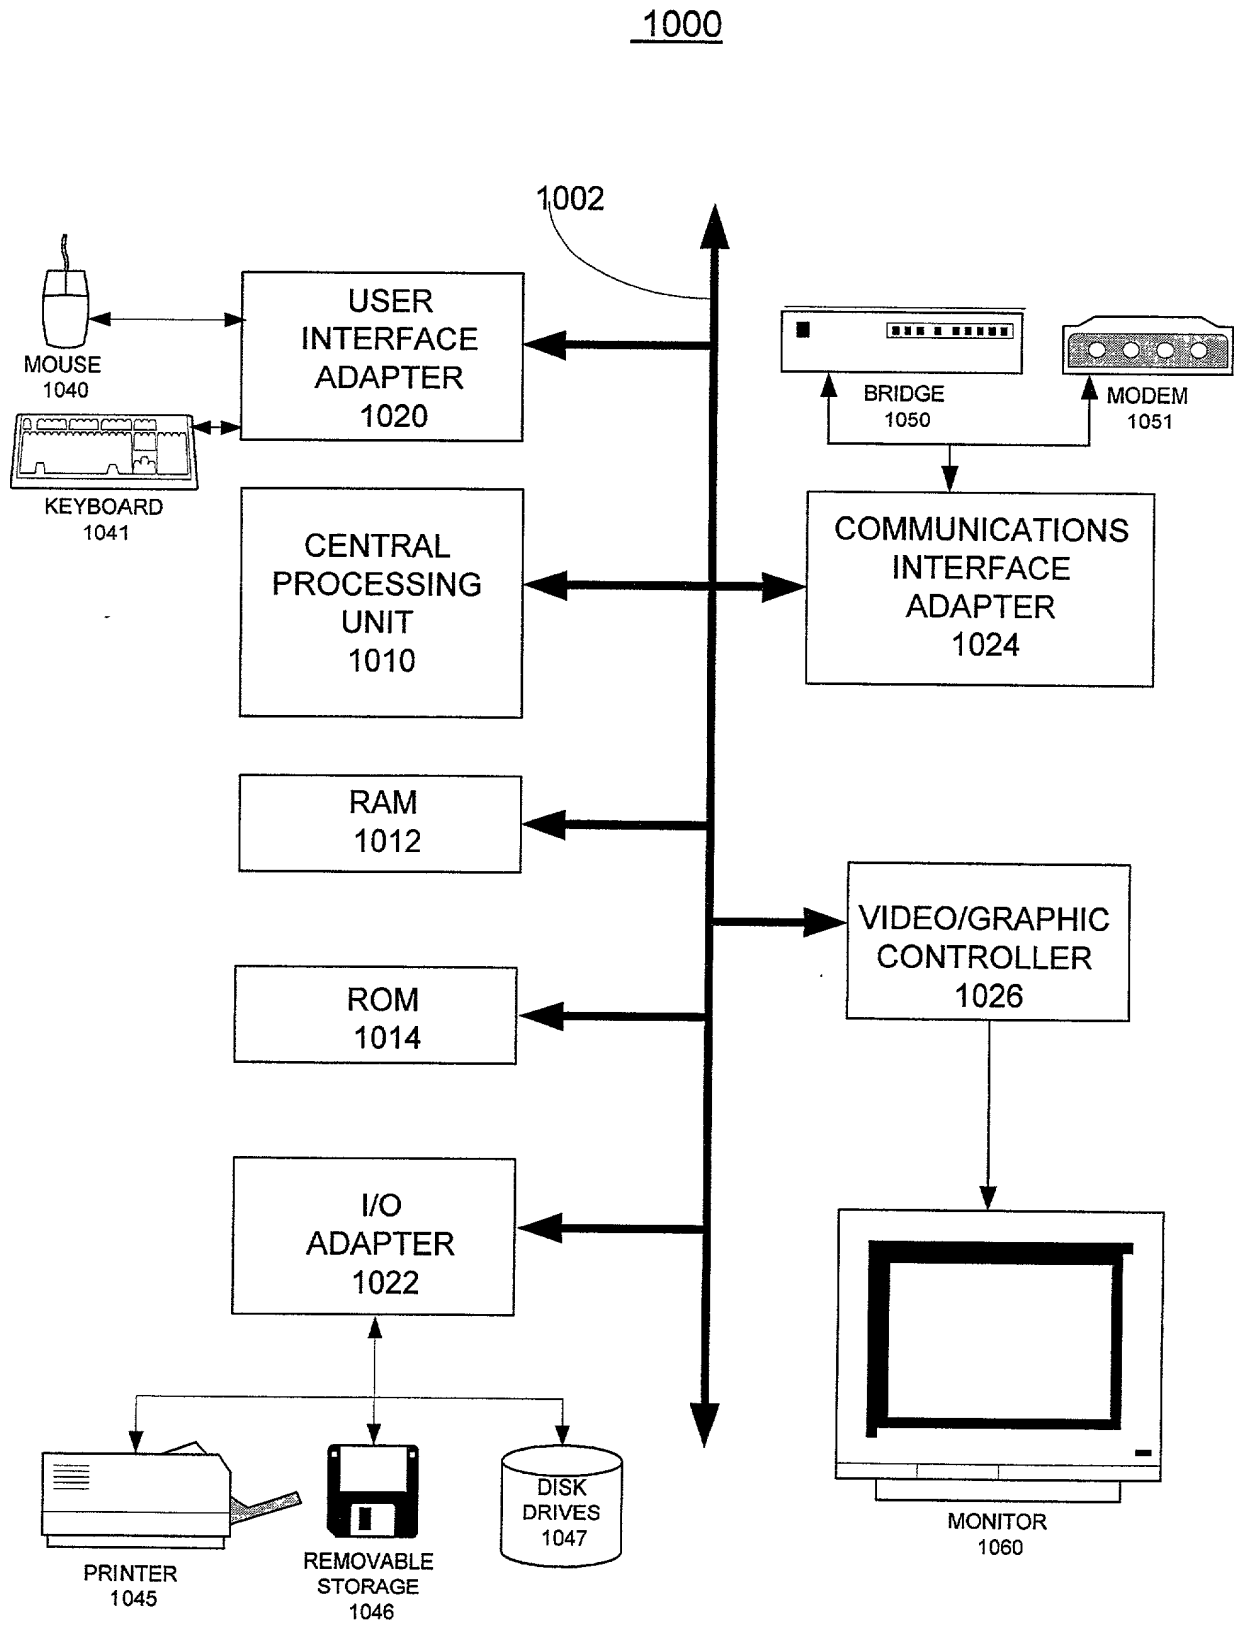 1000
1002
MOUSE
1040
USER
INTERFACE
ADAPTER
1020
KEYBOARD
1041
BRIDGE
1050
MODEM
1051
CENTRAL
PROCESSING
UNIT
1010
COMMUNICATIONS
INTERFACE
ADAPTER
1024
RAM
1012
VIDEO/GRAPHIC
CONTROLLER
1026
ROM
1014
I/O
ADAPTER
1022
PRINTER
1045
REMOVABLE
STORAGE
1046
DISK
DRIVES
1047
MONITOR
1060